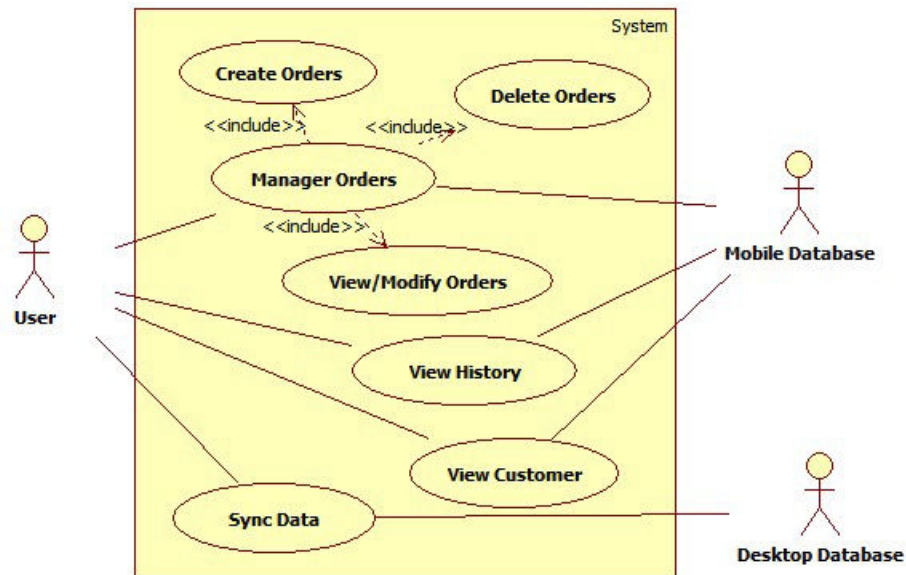 System
Create Orders
Delete Orders
<<include>>
<<include>>
Manager Orders
<<include>>
Mobile Database
View/Modify Orders
User
View History
View Customer
Sync Data
Desktop Database